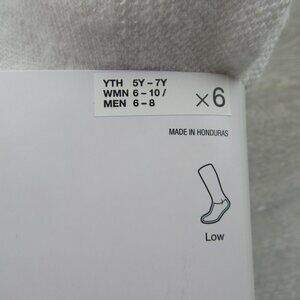 YTH 5Y – 7Y
WMN 6 – 10 /
MEN 6 – 8
×6
MADE IN HONDURAS
Low